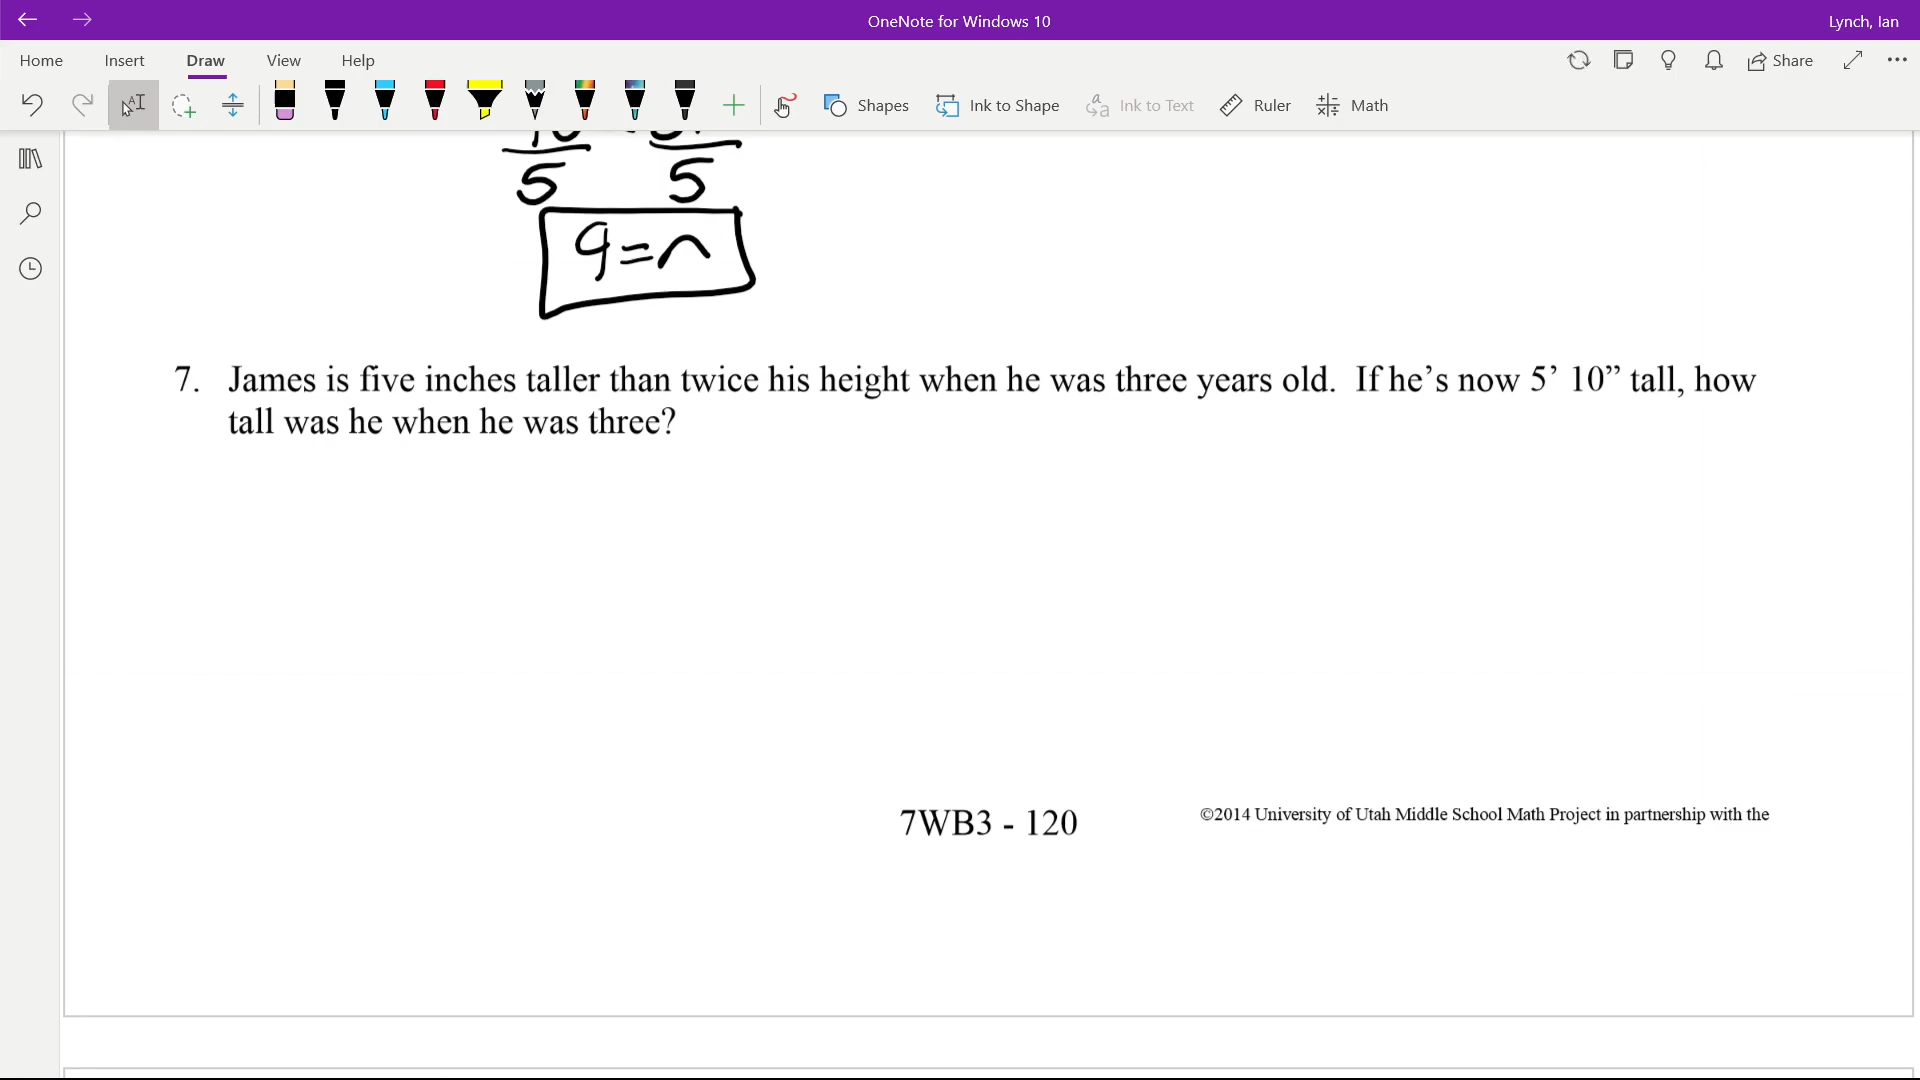 OneNote for Windows 10
Lynch, Ian
Home Insert Draw View Help
Share
Shapes Ink to Shape Ink to Text Ruler Math
5 5
9=n
7. James is five inches taller than twice his height when he was three years old. If he’s now 5’ 10” tall, how
tall was he when he was three?
7WB3 - 120
©2014 University of Utah Middle School Math Project in partnership with the